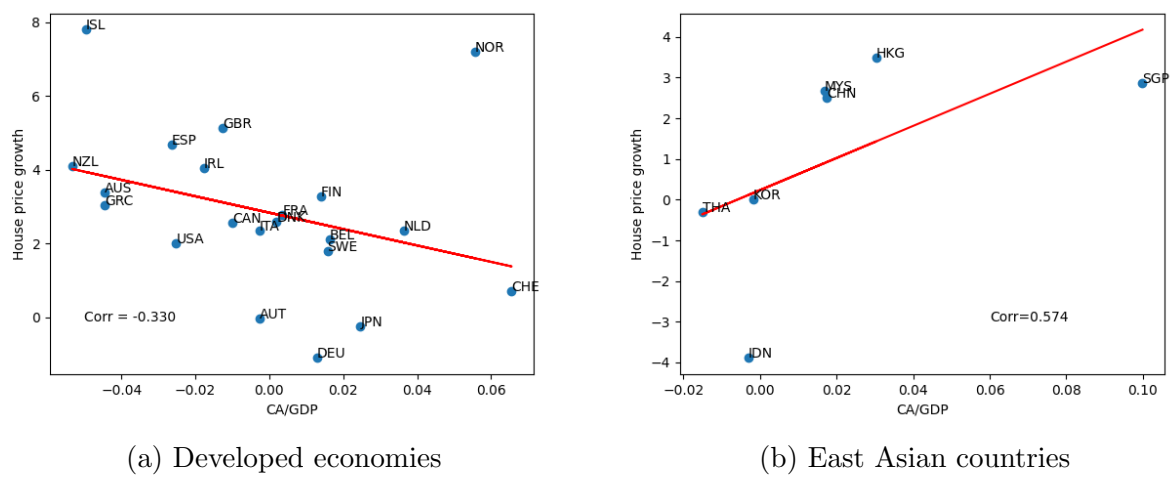 8
6
4
2
0
House price growth
ISL
NOR
GBR
ESP
IRL
NZL
AUS
GRC
FIN
FRA
DNK
CAN
ITA
NLD
BEL
SWE
USA
CHE
AUT
JPN
DEU
Corr = -0.330
−0.04
−0.02
0.00
0.02
0.04
0.06
CA/GDP
(a) Developed economies
4
3
2
1
0
−1
−2
−3
−4
House price growth
HKG
SGP
MYS
CHN
KOR
THA
IDN
Corr=0.574
−0.02
0.00
0.02
0.04
0.06
0.08
0.10
CA/GDP
(b) East Asian countries